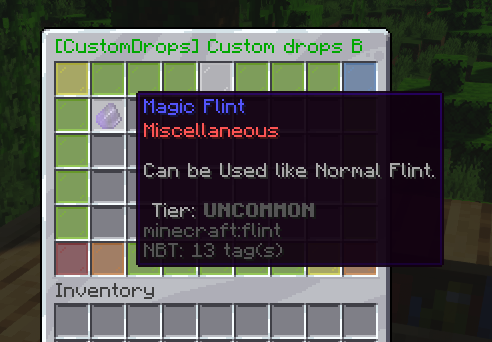 [CustomDrops] Custom drops B
Magic Flint
Miscellaneous
Can be Used like Normal Flint.
Tier: UNCOMMON
minecraft:flint
NBT: 13 tag(s)
Inventory